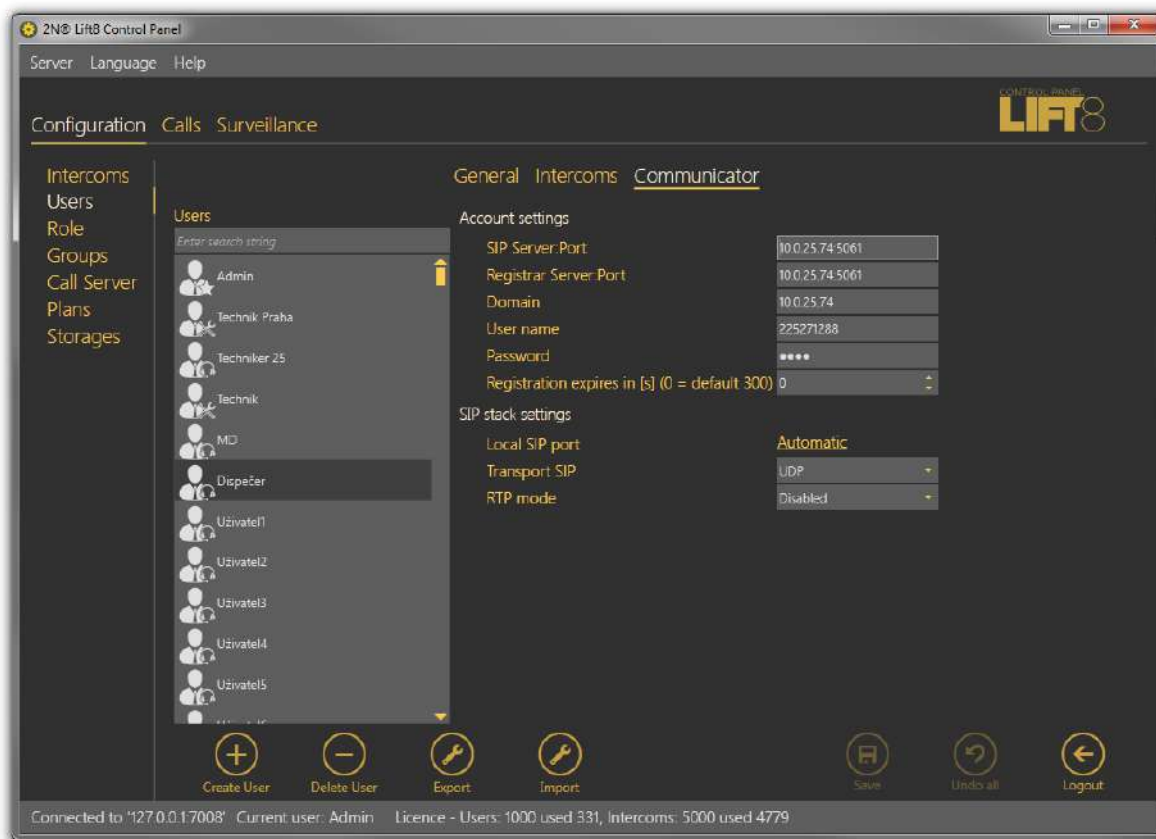 2N® Lift8 Control Panel
Server Language Help
CONTROL PANEL
LIFT8
Configuration Calls Surveillance
Intercoms
Users
Role
Groups
Call Server
Plans
Storages
General Intercoms Communicator
Users
Enter search string
Admin
Technik Praha
Techniker 25
Technik
MD
Dispečer
Uživatel1
Uživatel2
Uživatel3
Uživatel4
Uživatel5
Account settings
SIP Server:Port 10.0.25.74:5061
Registrar Server:Port 10.0.25.74:5061
Domain 10.0.25.74
User name 225271288
Password ••••
Registration expires in [s] (0 = default 300) 0
SIP stack settings
Local SIP port Automatic
Transport SIP UDP
RTP mode Disabled
Create User Delete User Export Import Save Undo all Logout
Connected to '127.0.0.1:7008' Current user: Admin Licence - Users: 1000 used 331, Intercoms: 5000 used 4779